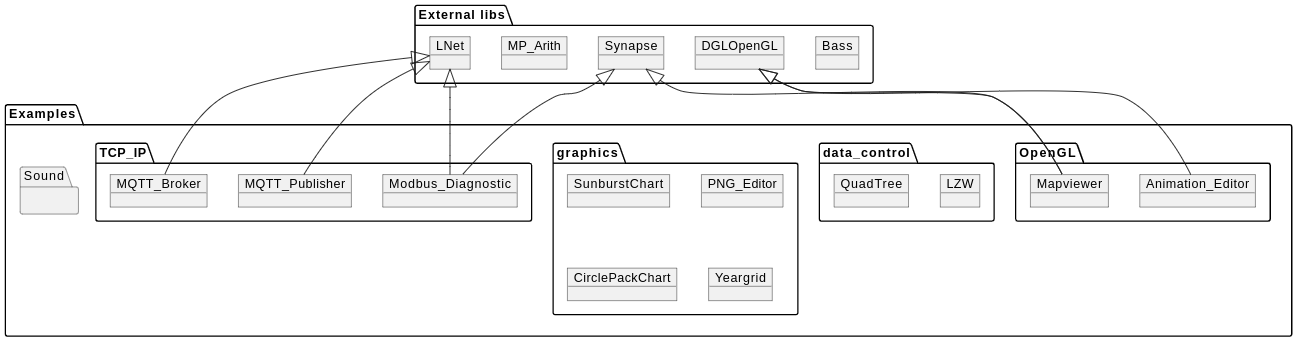 External libs
LNet
MP_Arith
Synapse
DGLOpenGL
Bass
Examples
Sound
TCP_IP
MQTT_Broker
MQTT_Publisher
Modbus_Diagnostic
graphics
SunburstChart
PNG_Editor
CirclePackChart
Yeargrid
data_control
QuadTree
LZW
OpenGL
Mapviewer
Animation_Editor